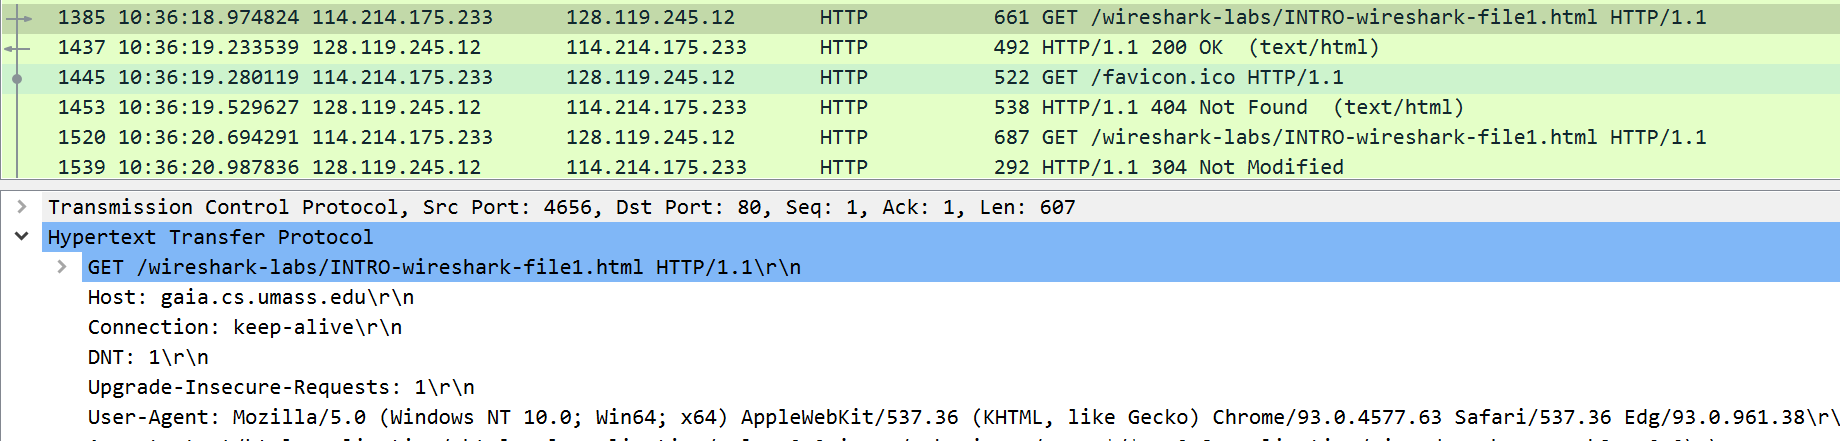 1385 10:36:18.974824 114.214.175.233 128.119.245.12 HTTP 661 GET /wireshark-labs/INTRO-wireshark-file1.html HTTP/1.1
1437 10:36:19.233539 128.119.245.12 114.214.175.233 HTTP 492 HTTP/1.1 200 OK (text/html)
1445 10:36:19.280119 114.214.175.233 128.119.245.12 HTTP 522 GET /favicon.ico HTTP/1.1
1453 10:36:19.529627 128.119.245.12 114.214.175.233 HTTP 538 HTTP/1.1 404 Not Found (text/html)
1520 10:36:20.694291 114.214.175.233 128.119.245.12 HTTP 687 GET /wireshark-labs/INTRO-wireshark-file1.html HTTP/1.1
1539 10:36:20.987836 128.119.245.12 114.214.175.233 HTTP 292 HTTP/1.1 304 Not Modified
Transmission Control Protocol, Src Port: 4656, Dst Port: 80, Seq: 1, Ack: 1, Len: 607
Hypertext Transfer Protocol
GET /wireshark-labs/INTRO-wireshark-file1.html HTTP/1.1\r\n
Host: gaia.cs.umass.edu\r\n
Connection: keep-alive\r\n
DNT: 1\r\n
Upgrade-Insecure-Requests: 1\r\n
User-Agent: Mozilla/5.0 (Windows NT 10.0; Win64; x64) AppleWebKit/537.36 (KHTML, like Gecko) Chrome/93.0.4577.63 Safari/537.36 Edg/93.0.961.38\r\